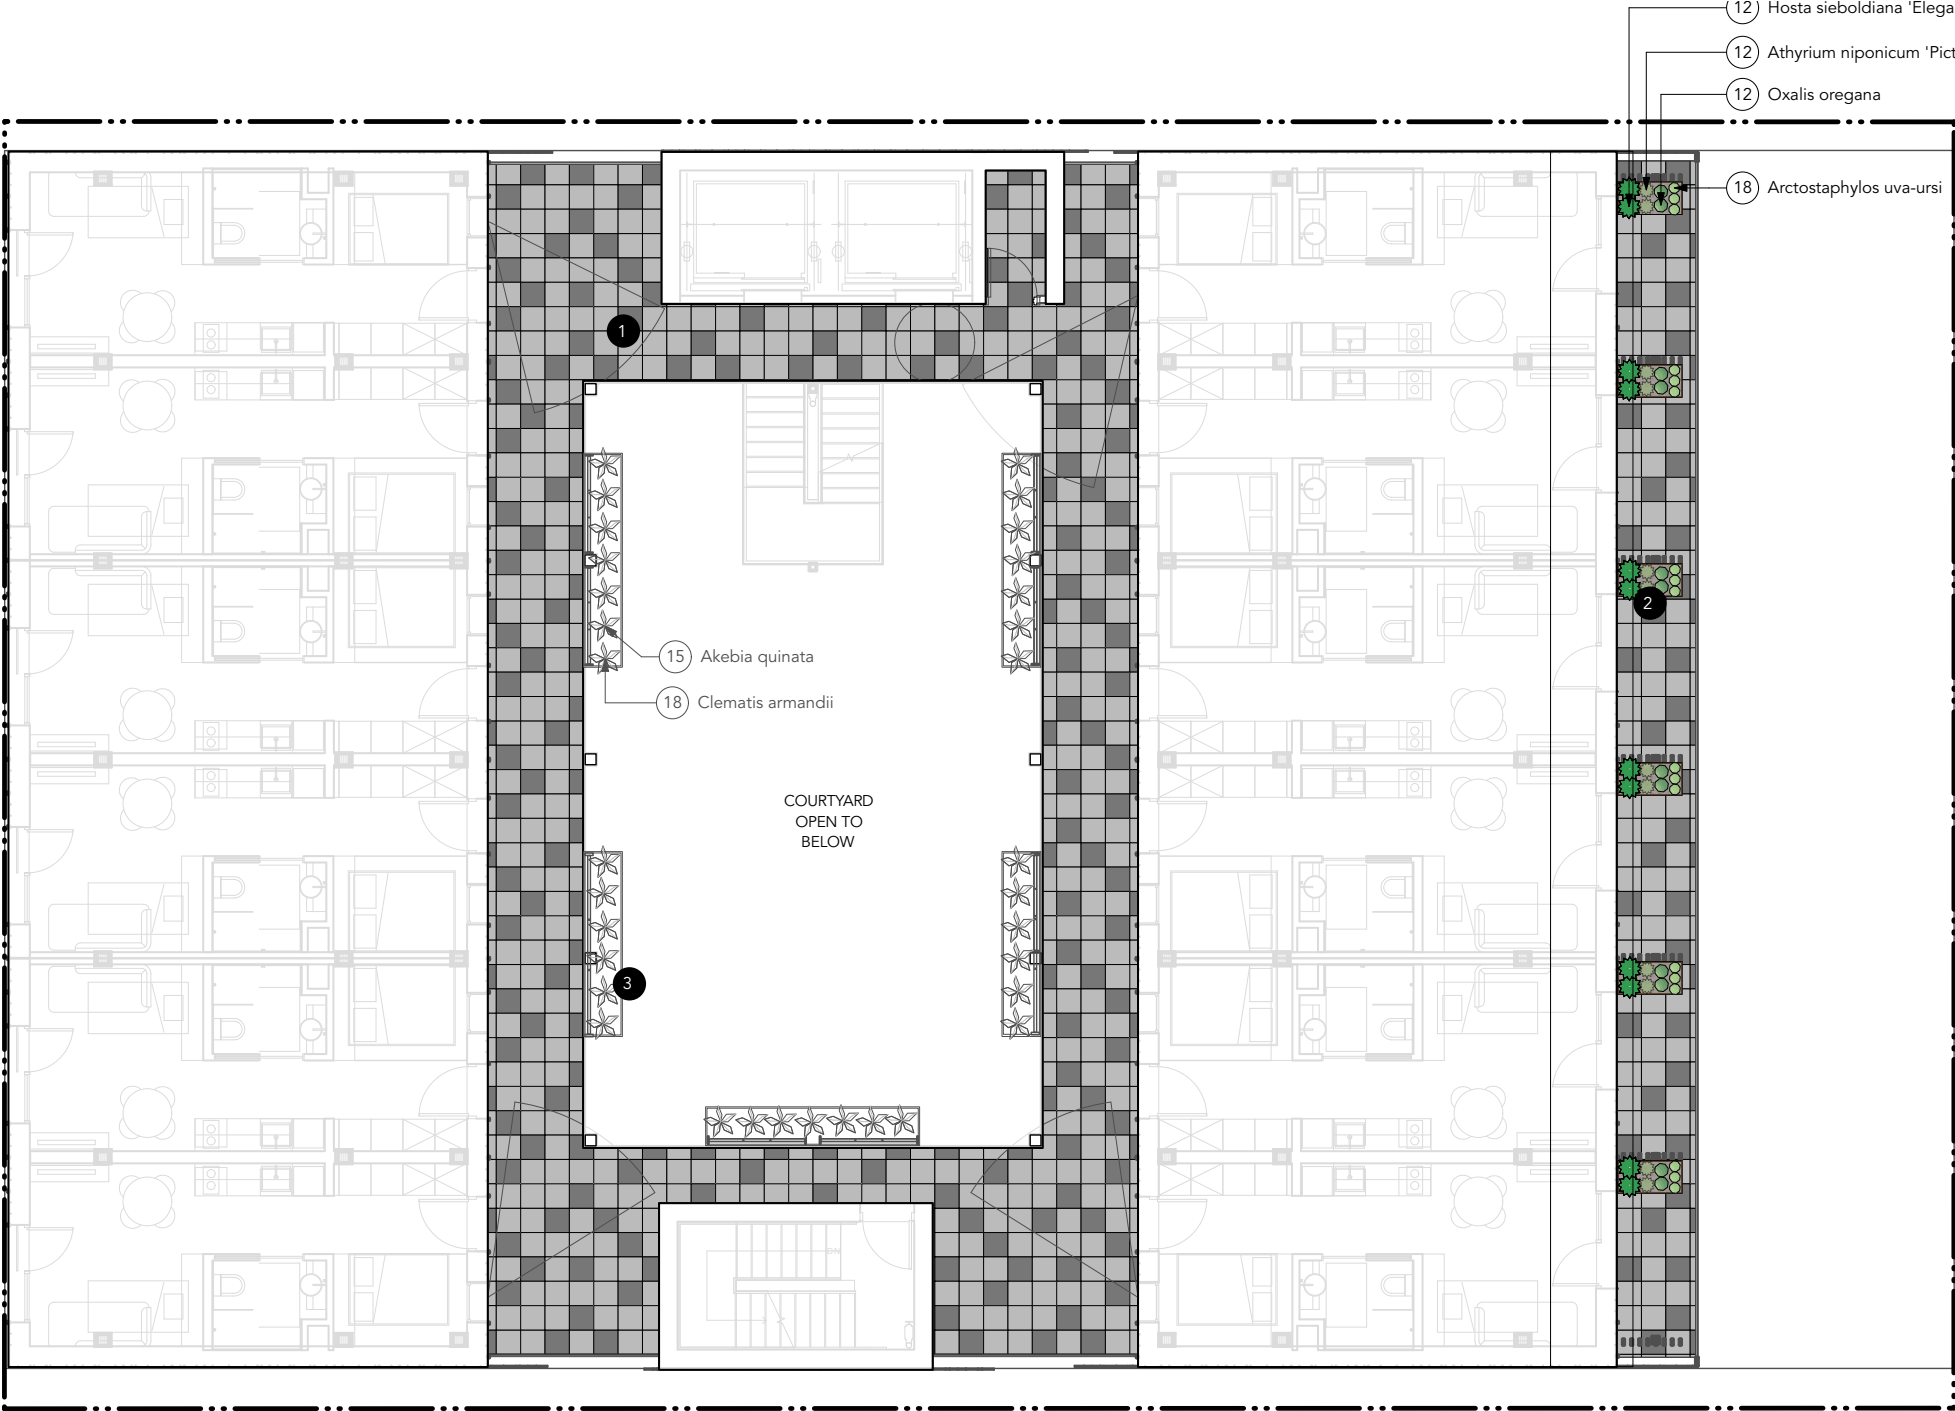 12 Hosta sieboldiana 'Elega
12 Athyrium niponicum 'Pict
12 Oxalis oregana
18 Arctostaphylos uva-ursi
1
2
15 Akebia quinata
18 Clematis armandii
COURTYARD
OPEN TO
BELOW
3